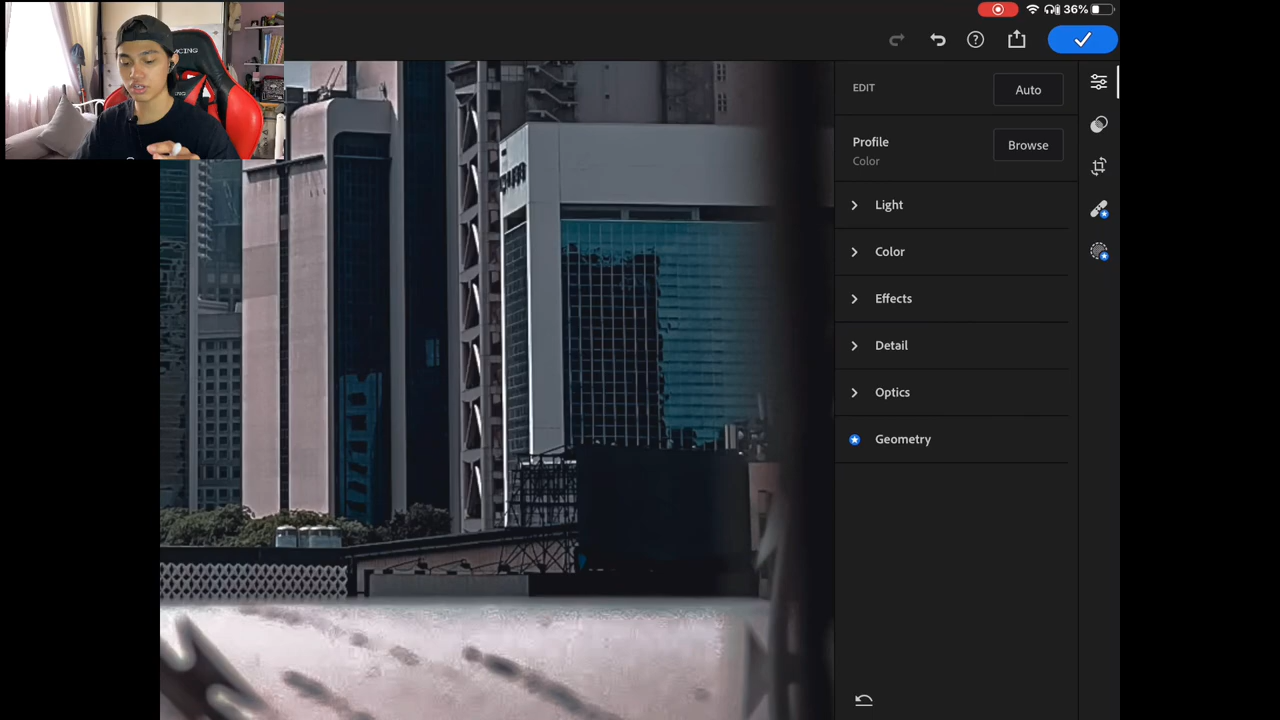 36%
EDIT
Auto
Profile
Color
Browse
Light
Color
Effects
Detail
Optics
Geometry